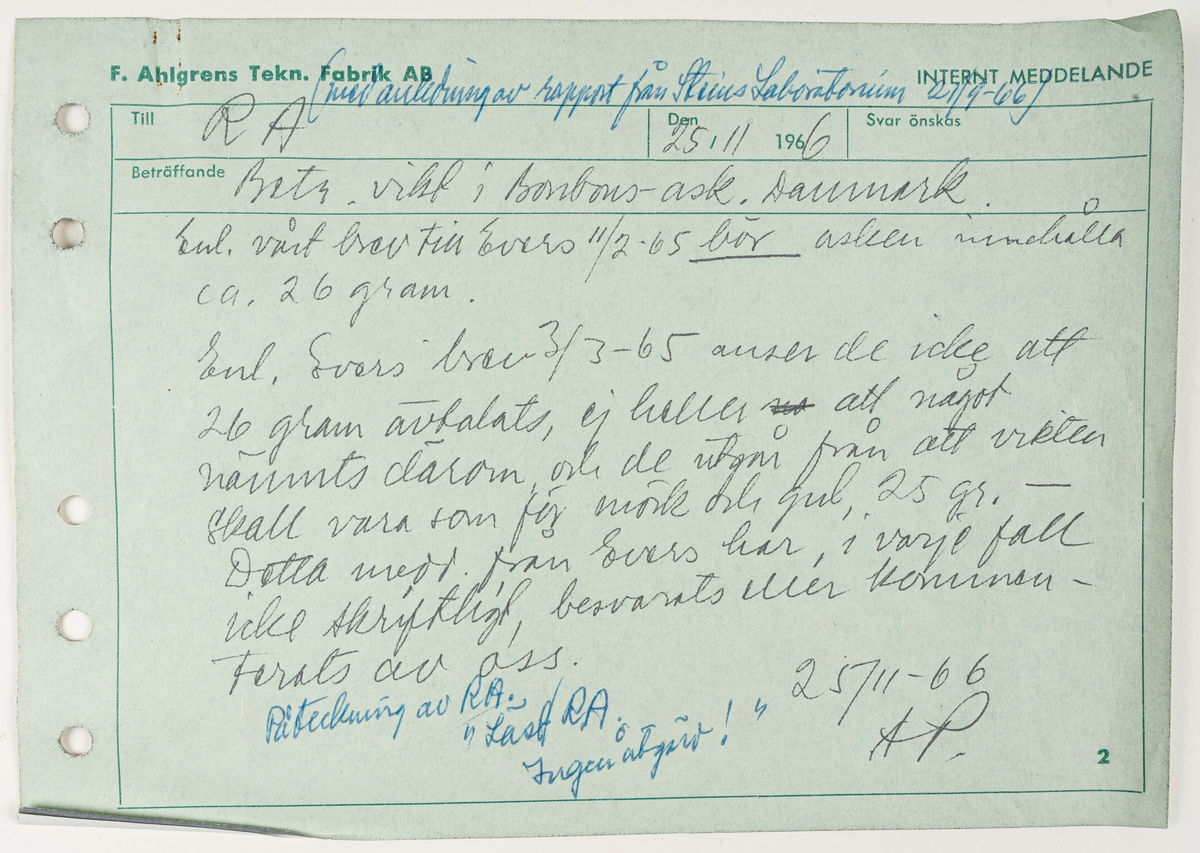 F. Ahlgrens Tekn. Fabrik AB INTERNT MEDDELANDE
(med anledning av rapport från Steins Laboratorium 21/9-66)
Till RA Den 25/11 1966 Svar önskas
Beträffande Betr. vikt i Bonbons-ask. Danmark.
Enl. vårt brev till Evers 11/2-65 bör asken innehålla
ca. 26 gram.
Enl. Evers' brev 3/3-65 anser de icke att
26 gram avtalats, ej heller att något
nämnts därom, och de utgår från att vikten
skall vara som för mörk och gul, 25 gr. —
Detta medd. från Evers har, i varje fall
icke skriftligt, besvarats eller kommen-
terats av oss.
25/11-66
AP.
Påteckning av RA.
"Läst/RA.
Ingen åtgärd!"
2